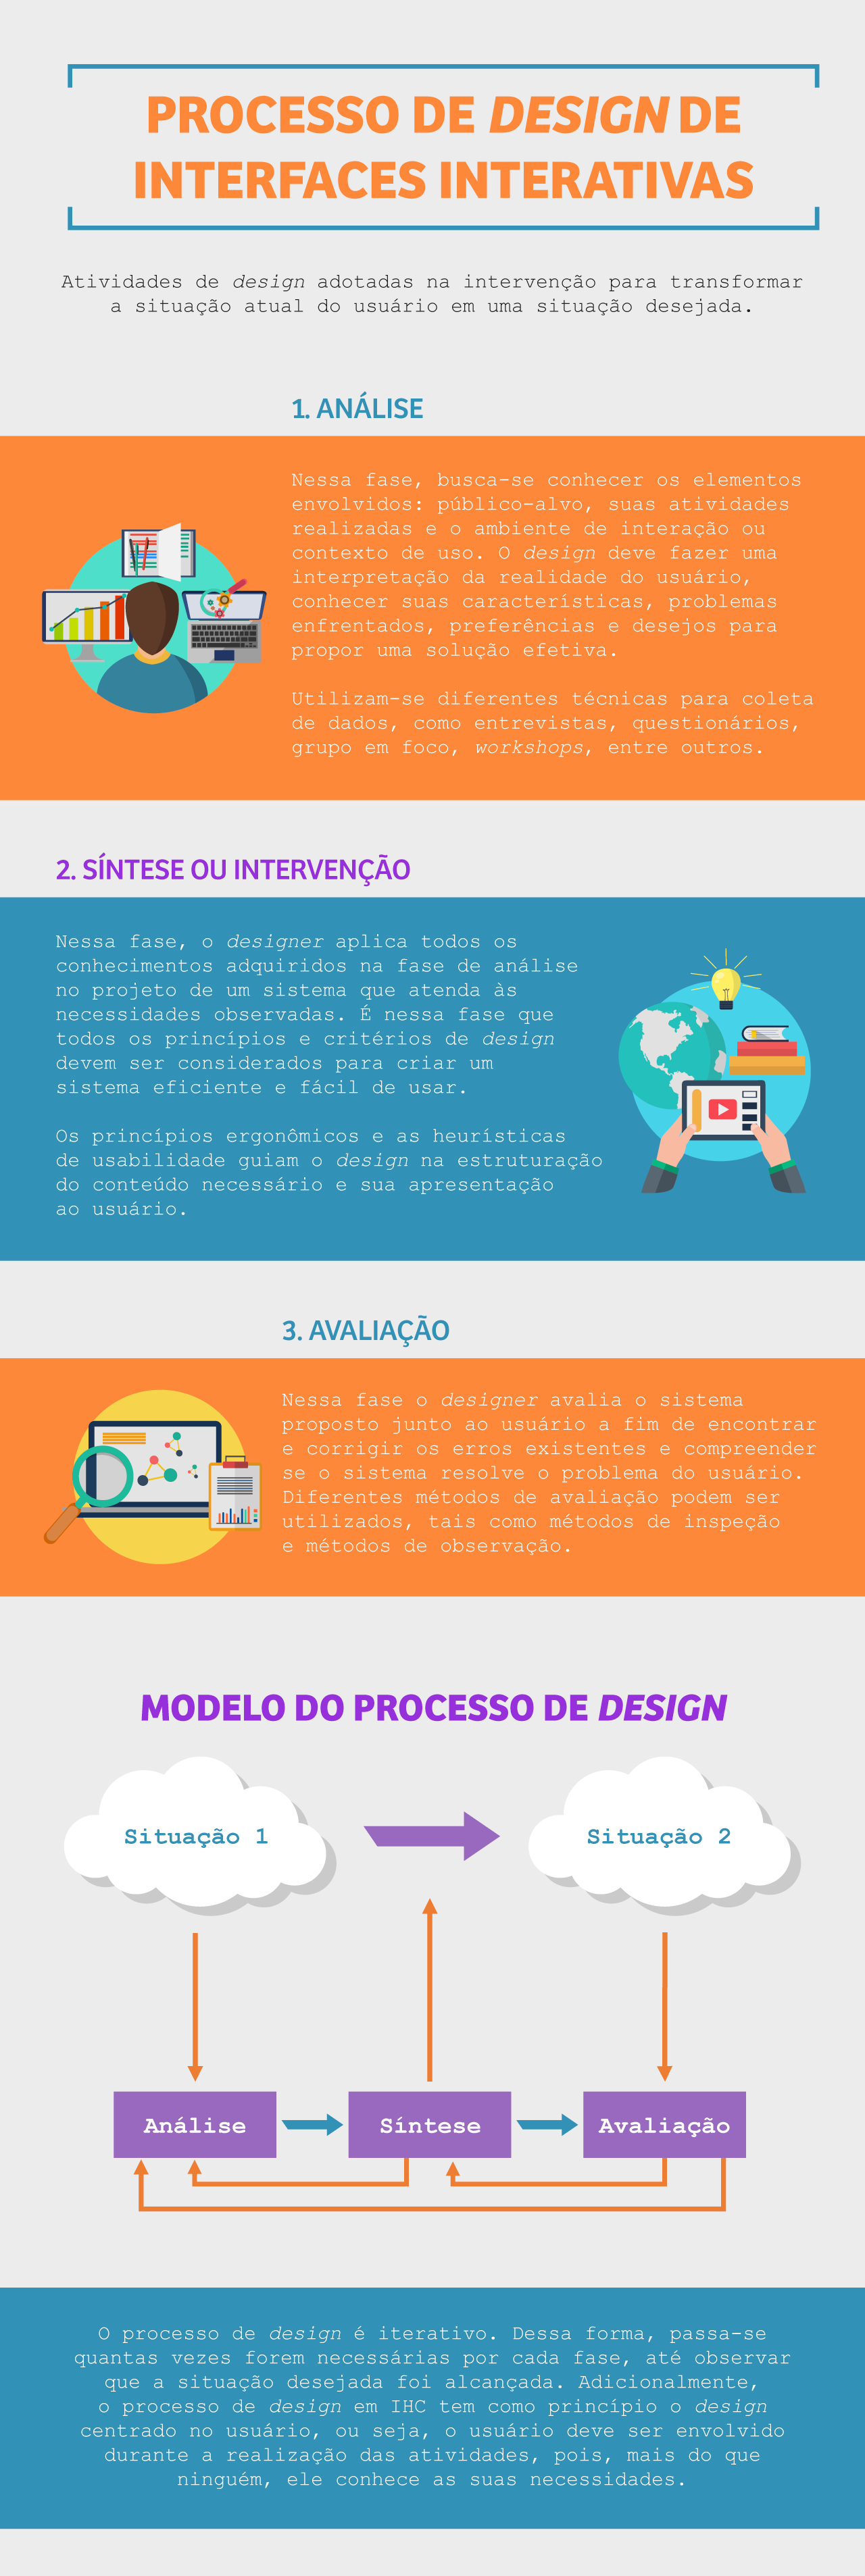 PROCESSO DE DESIGN DE
INTERFACES INTERATIVAS
Atividades de design adotadas na intervenção para transformar
a situação atual do usuário em uma situação desejada.
1. ANÁLISE
Nessa fase, busca-se conhecer os elementos
envolvidos: público-alvo, suas atividades
realizadas e o ambiente de interação ou
contexto de uso. O design deve fazer uma
interpretação da realidade do usuário,
conhecer suas características, problemas
enfrentados, preferências e desejos para
propor uma solução efetiva.
Utilizam-se diferentes técnicas para coleta
de dados, como entrevistas, questionários,
grupo em foco, workshops, entre outros.
2. SÍNTESE OU INTERVENÇÃO
Nessa fase, o designer aplica todos os
conhecimentos adquiridos na fase de análise
no projeto de um sistema que atenda às
necessidades observadas. É nessa fase que
todos os princípios e critérios de design
devem ser considerados para criar um
sistema eficiente e fácil de usar.
Os princípios ergonômicos e as heurísticas
de usabilidade guiam o design na estruturação
do conteúdo necessário e sua apresentação
ao usuário.
3. AVALIAÇÃO
Nessa fase o designer avalia o sistema
proposto junto ao usuário a fim de encontrar
e corrigir os erros existentes e compreender
se o sistema resolve o problema do usuário.
Diferentes métodos de avaliação podem ser
utilizados, tais como métodos de inspeção
e métodos de observação.
MODELO DO PROCESSO DE DESIGN
Situação 1
Situação 2
Análise
Síntese
Avaliação
O processo de design é iterativo. Dessa forma, passa-se
quantas vezes forem necessárias por cada fase, até observar
que a situação desejada foi alcançada. Adicionalmente,
o processo de design em IHC tem como princípio o design
centrado no usuário, ou seja, o usuário deve ser envolvido
durante a realização das atividades, pois, mais do que
ninguém, ele conhece as suas necessidades.